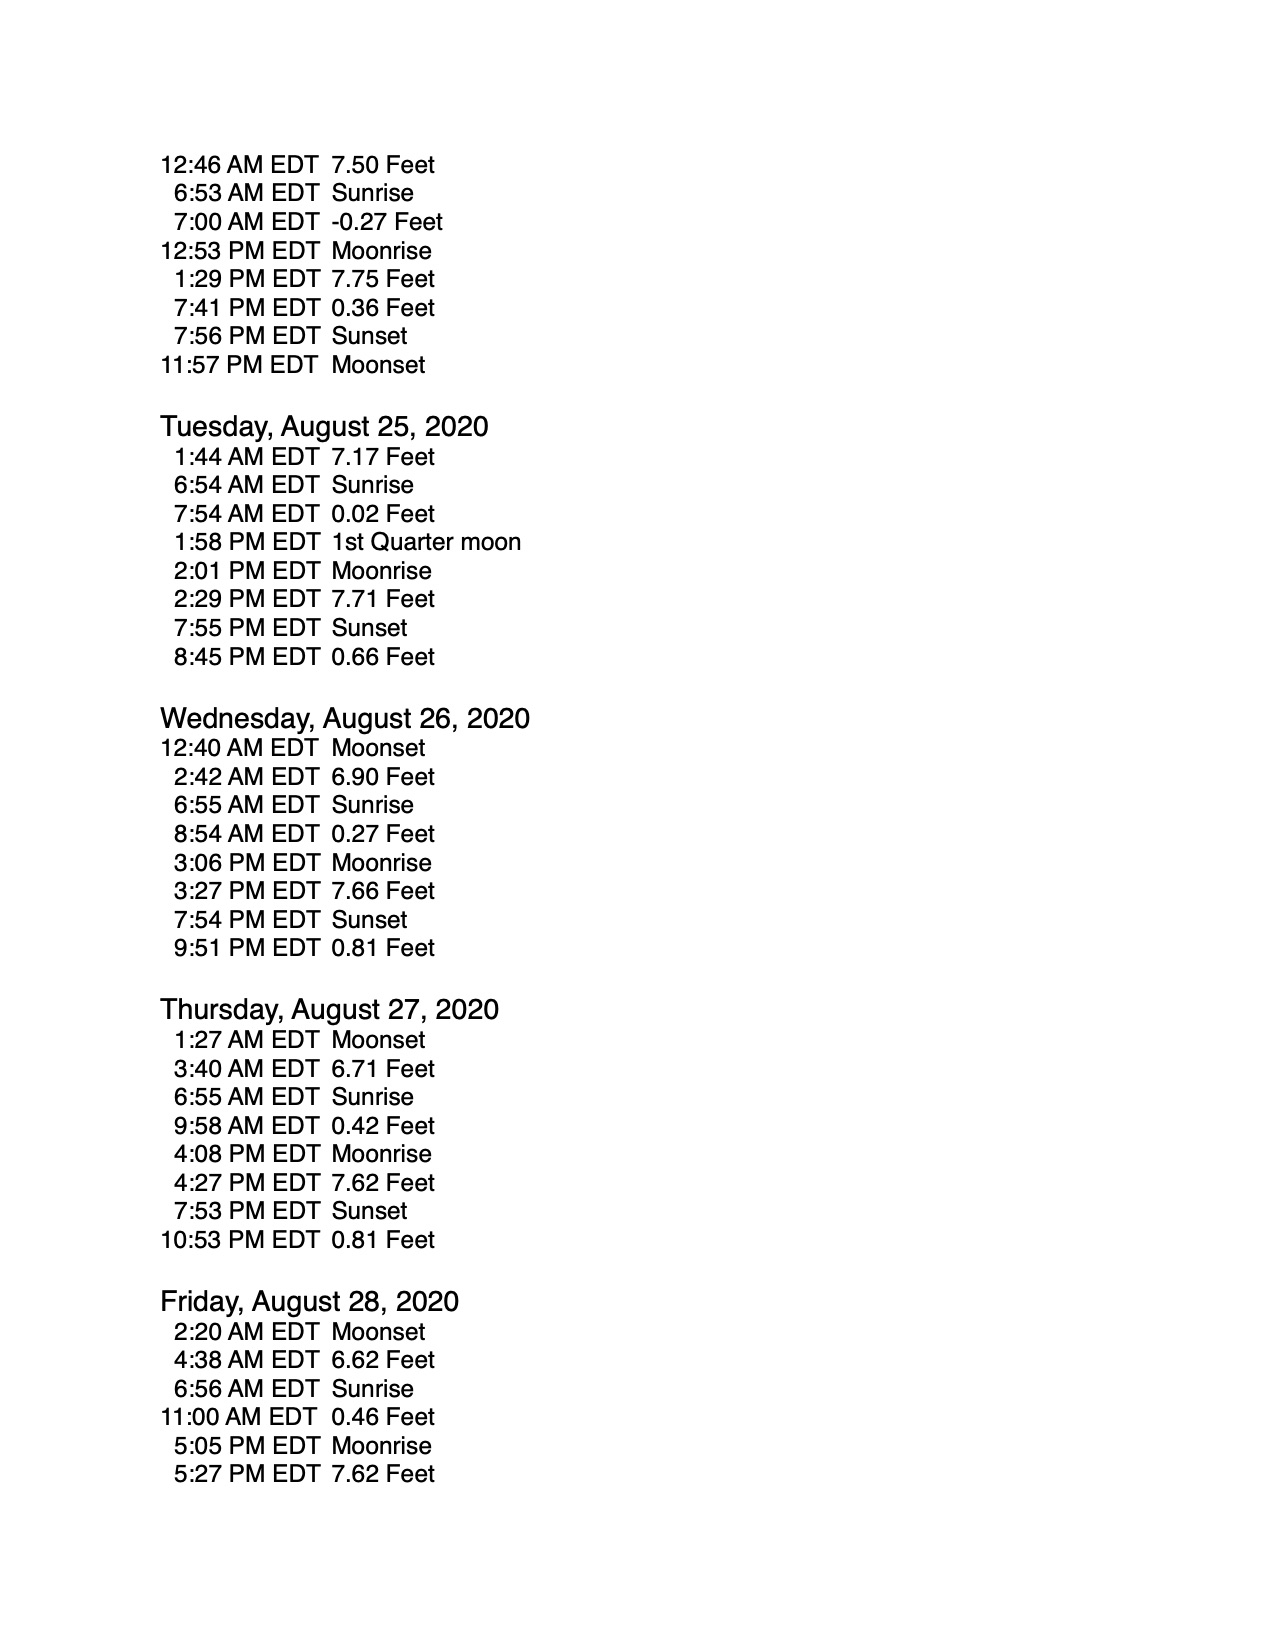 12:46 AM EDT 7.50 Feet
6:53 AM EDT Sunrise
7:00 AM EDT -0.27 Feet
12:53 PM EDT Moonrise
1:29 PM EDT 7.75 Feet
7:41 PM EDT 0.36 Feet
7:56 PM EDT Sunset
11:57 PM EDT Moonset
Tuesday, August 25, 2020
1:44 AM EDT 7.17 Feet
6:54 AM EDT Sunrise
7:54 AM EDT 0.02 Feet
1:58 PM EDT 1st Quarter moon
2:01 PM EDT Moonrise
2:29 PM EDT 7.71 Feet
7:55 PM EDT Sunset
8:45 PM EDT 0.66 Feet
Wednesday, August 26, 2020
12:40 AM EDT Moonset
2:42 AM EDT 6.90 Feet
6:55 AM EDT Sunrise
8:54 AM EDT 0.27 Feet
3:06 PM EDT Moonrise
3:27 PM EDT 7.66 Feet
7:54 PM EDT Sunset
9:51 PM EDT 0.81 Feet
Thursday, August 27, 2020
1:27 AM EDT Moonset
3:40 AM EDT 6.71 Feet
6:55 AM EDT Sunrise
9:58 AM EDT 0.42 Feet
4:08 PM EDT Moonrise
4:27 PM EDT 7.62 Feet
7:53 PM EDT Sunset
10:53 PM EDT 0.81 Feet
Friday, August 28, 2020
2:20 AM EDT Moonset
4:38 AM EDT 6.62 Feet
6:56 AM EDT Sunrise
11:00 AM EDT 0.46 Feet
5:05 PM EDT Moonrise
5:27 PM EDT 7.62 Feet